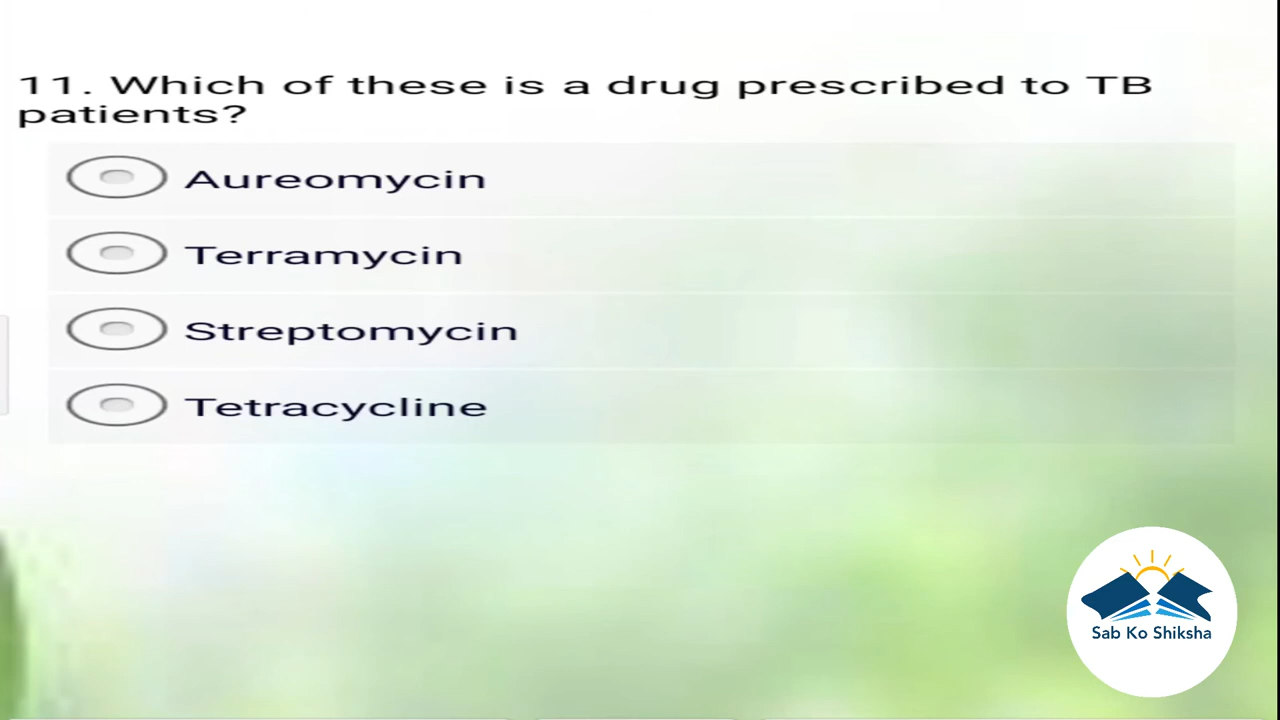 11. Which of these is a drug prescribed to TB
patients?
Aureomycin
Terramycin
Streptomycin
Tetracycline
Sab Ko Shiksha